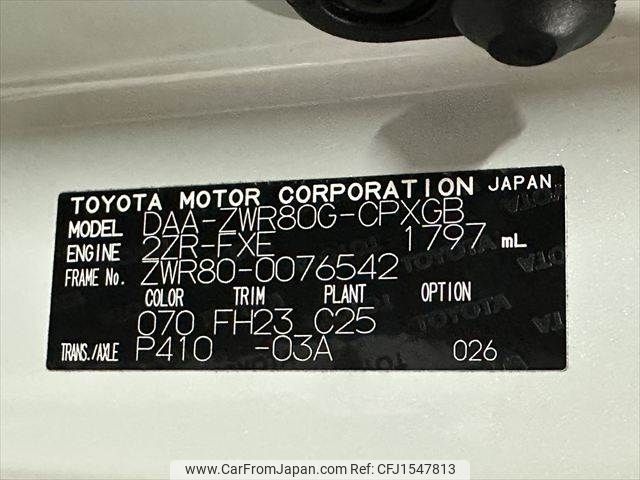 TOYOTA MOTOR CORPORATION JAPAN
MODEL DAA-ZWR80G-CPXGB
ENGINE 2ZR-FXE 1797 mL
FRAME No. ZWR80-0076542
COLOR TRIM PLANT OPTION
070 FH23 C25
TRANS./AXLE P410 -03A 026
www.CarFromJapan.com - CFJ1547813